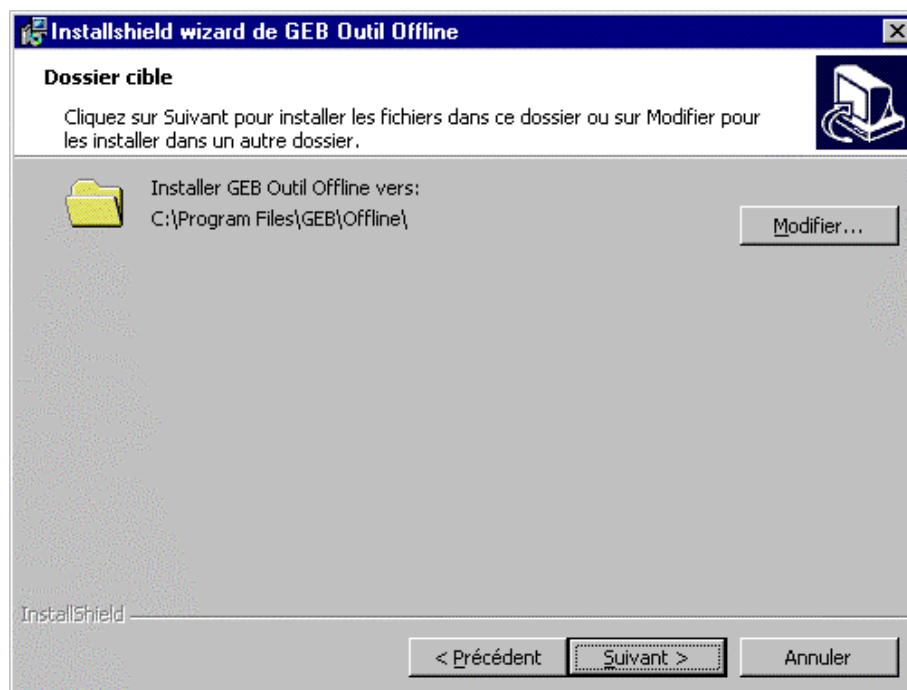 Installshield wizard de GEB Outil Offline
Dossier cible
Cliquez sur Suivant pour installer les fichiers dans ce dossier ou sur Modifier pour
les installer dans un autre dossier.
Installer GEB Outil Offline vers:
C:\Program Files\GEB\Offline\
Modifier...
InstallShield
< Précédent
Suivant >
Annuler